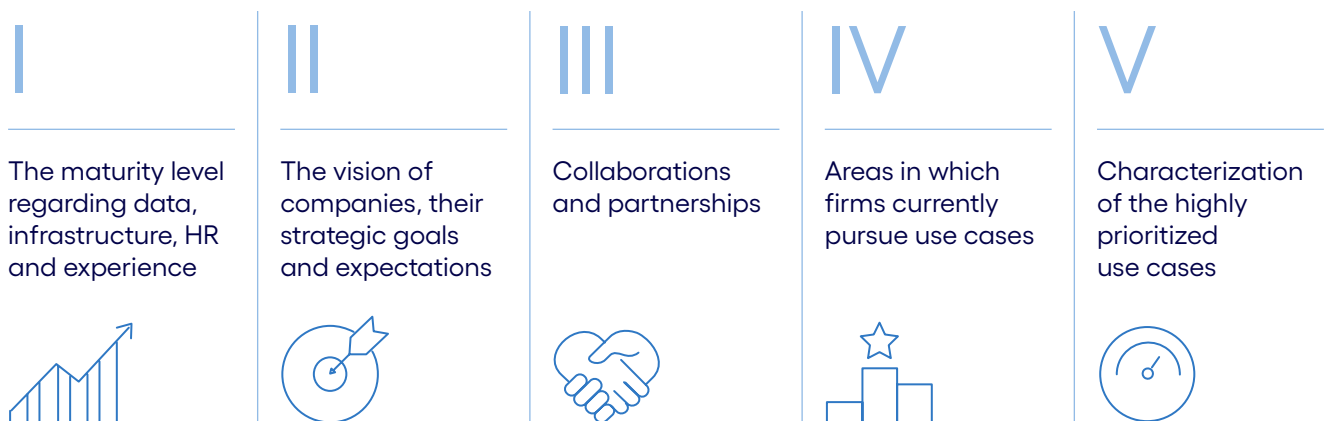 I
The maturity level
regarding data,
infrastructure, HR
and experience
II
The vision of
companies, their
strategic goals
and expectations
III
Collaborations
and partnerships
IV
Areas in which
firms currently
pursue use cases
V
Characterization
of the highly
prioritized
use cases